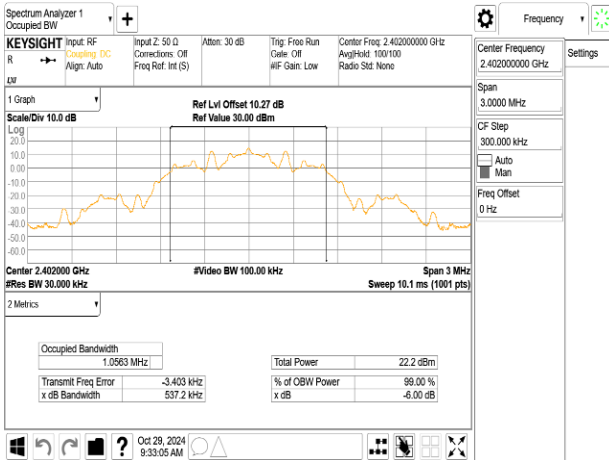 Spectrum Analyzer 1
Occupied BW
Frequency
KEYSIGHT
R
LXI
Input: RF
Coupling: DC
Align: Auto
Input Z: 50 Ω
Corrections: Off
Freq Ref: Int (S)
Atten: 30 dB
Trig: Free Run
Gate: Off
#IF Gain: Low
Center Freq: 2.402000000 GHz
Avg|Hold: 100/100
Radio Std: None
Center Frequency
2.402000000 GHz
Settings
Span
3.0000 MHz
CF Step
300.000 kHz
Auto
Man
Freq Offset
0 Hz
1 Graph
Scale/Div 10.0 dB
Ref Lvl Offset 10.27 dB
Ref Value 30.00 dBm
Log
20.0
10.0
0.00
-10.0
-20.0
-30.0
-40.0
-50.0
-60.0
Center 2.402000 GHz
#Video BW 100.00 kHz
Span 3 MHz
#Res BW 30.000 kHz
Sweep 10.1 ms (1001 pts)
2 Metrics
Occupied Bandwidth
1.0563 MHz
Total Power 22.2 dBm
Transmit Freq Error -3.403 kHz
% of OBW Power 99.00 %
x dB Bandwidth 537.2 kHz
x dB -6.00 dB
?
Oct 29, 2024
9:33:05 AM